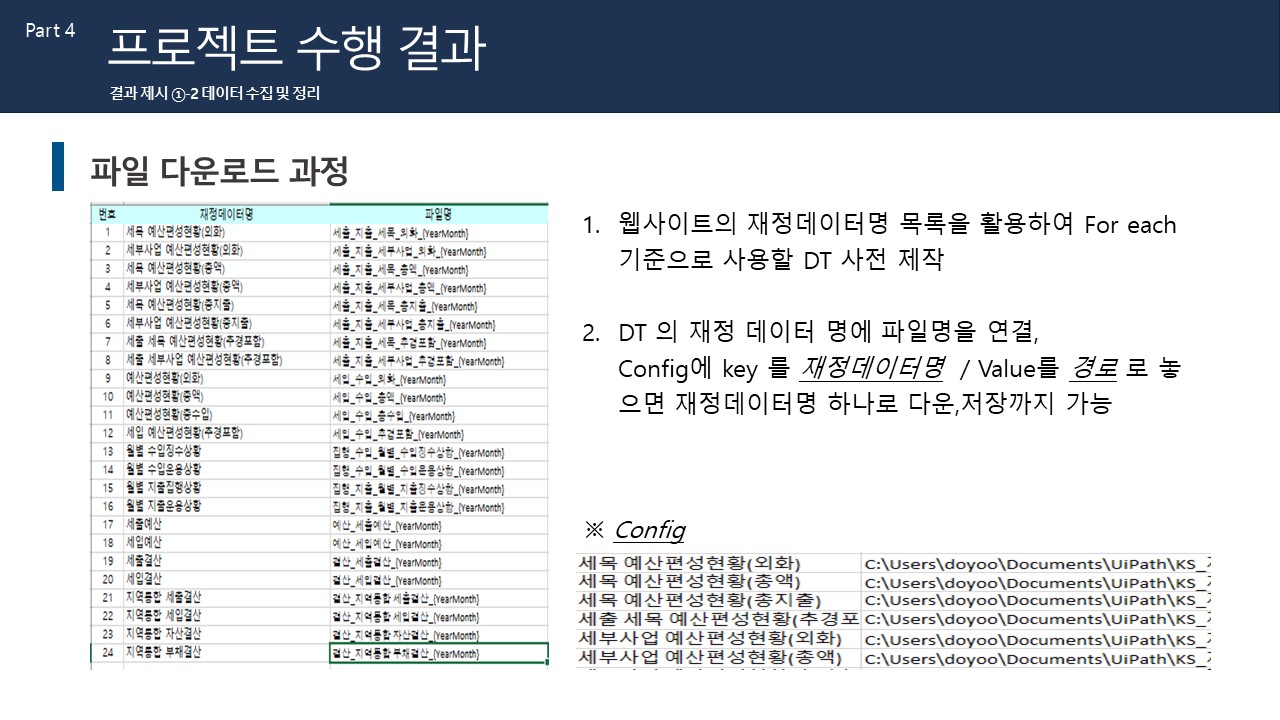 Part 4
프로젝트 수행 결과
결과 제시 ①-2 데이터 수집 및 정리
파일 다운로드 과정
번호 재정데이터명 파일명
1 세목 예산편성현황(외화) 세출_지출_세목_외화_{YearMonth}
2 세부사업 예산편성현황(외화) 세출_지출_세부사업_외화_{YearMonth}
3 세목 예산편성현황(총액) 세출_지출_세목_총액_{YearMonth}
4 세부사업 예산편성현황(총액) 세출_지출_세부사업_총액_{YearMonth}
5 세목 예산편성현황(총지출) 세출_지출_세목_총지출_{YearMonth}
6 세부사업 예산편성현황(총지출) 세출_지출_세부사업_총지출_{YearMonth}
7 세출 세목 예산편성현황(추경포함) 세출_지출_세목_추경포함_{YearMonth}
8 세출 세부사업 예산편성현황(추경포함) 세출_지출_세부사업_추경포함_{YearMonth}
9 예산편성현황(외화) 세입_수입_외화_{YearMonth}
10 예산편성현황(총액) 세입_수입_총액_{YearMonth}
11 예산편성현황(총수입) 세입_수입_총수입_{YearMonth}
12 세입 예산편성현황(추경포함) 세입_수입_추경포함_{YearMonth}
13 월별 수입징수상황 집행_수입_월별_수입징수상황_{YearMonth}
14 월별 수입운용상황 집행_수입_월별_수입운용상황_{YearMonth}
15 월별 지출집행상황 집행_지출_월별_지출징수상황_{YearMonth}
16 월별 지출운용상황 집행_지출_월별_지출운용상황_{YearMonth}
17 세출예산 예산_세출예산_{YearMonth}
18 세입예산 예산_세입예산_{YearMonth}
19 세출결산 결산_세출결산_{YearMonth}
20 세입결산 결산_세입결산_{YearMonth}
21 지역통합 세출결산 결산_지역통합 세출결산_{YearMonth}
22 지역통합 세입결산 결산_지역통합 세입결산_{YearMonth}
23 지역통합 자산결산 결산_지역통합 자산결산_{YearMonth}
24 지역통합 부채결산 결산_지역통합 부채결산_{YearMonth}
1. 웹사이트의 재정데이터명 목록을 활용하여 For each
기준으로 사용할 DT 사전 제작
2. DT 의 재정 데이터 명에 파일명을 연결,
Config에 key 를 재정데이터명 / Value를 경로 로 놓
으면 재정데이터명 하나로 다운,저장까지 가능
※ Config
세목 예산편성현황(외화) C:\Users\doyoo\Documents\UiPath\KS_
세목 예산편성현황(총액) C:\Users\doyoo\Documents\UiPath\KS_
세목 예산편성현황(총지출) C:\Users\doyoo\Documents\UiPath\KS_
세출 세목 예산편성현황(추경포 C:\Users\doyoo\Documents\UiPath\KS_
세부사업 예산편성현황(외화) C:\Users\doyoo\Documents\UiPath\KS_
세부사업 예산편성현황(총액) C:\Users\doyoo\Documents\UiPath\KS_